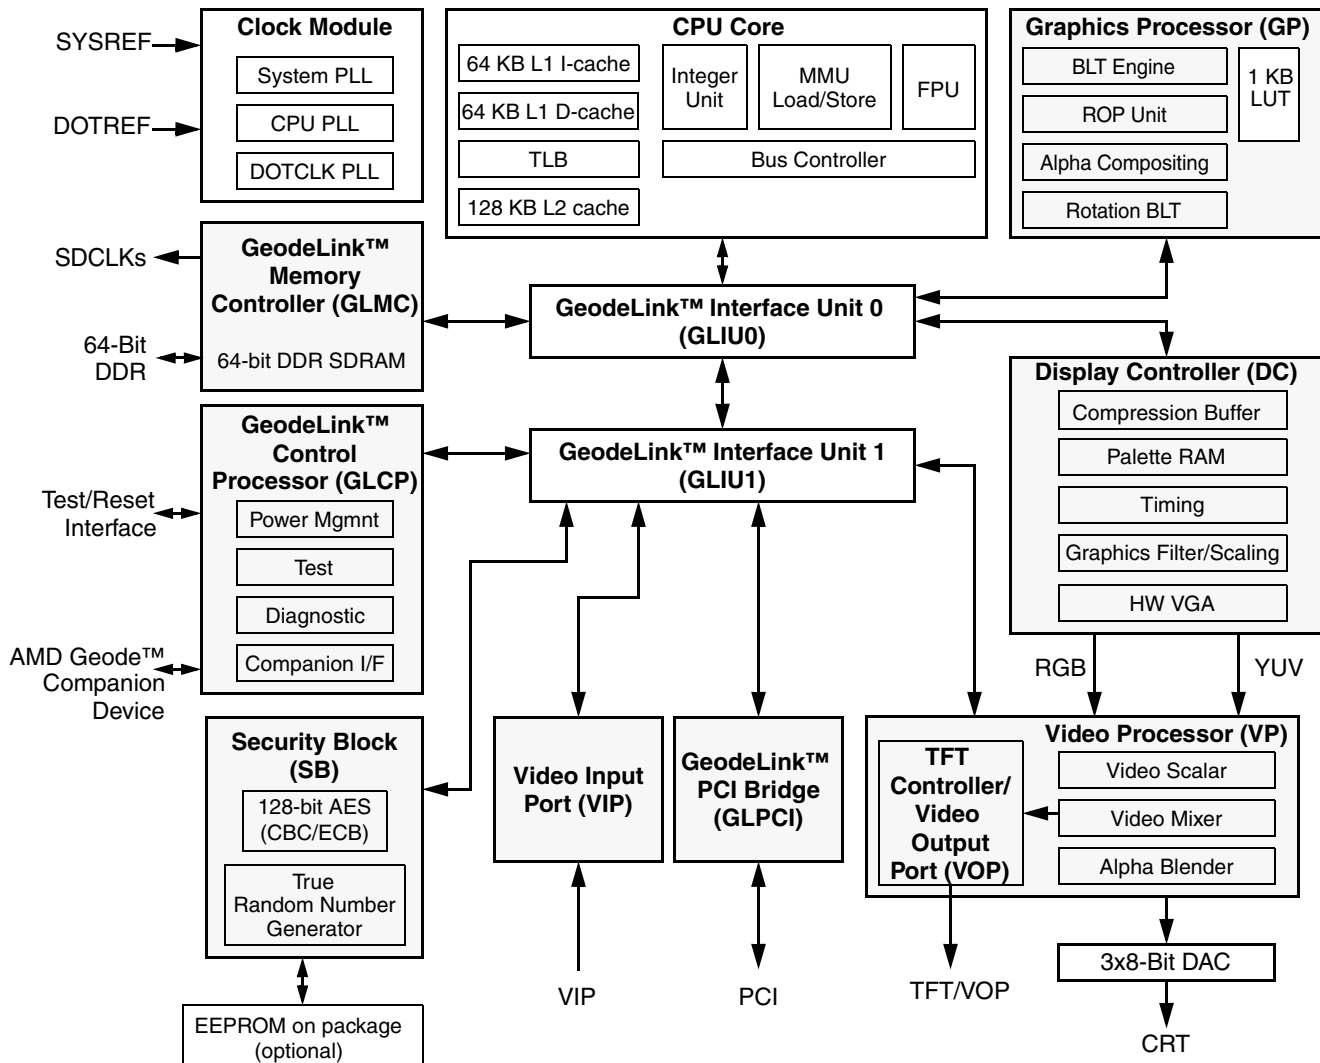 SYSREF
DOTREF
Clock Module
System PLL
CPU PLL
DOTCLK PLL
CPU Core
64 KB L1 I-cache
64 KB L1 D-cache
TLB
128 KB L2 cache
Integer
Unit
MMU
Load/Store
FPU
Bus Controller
Graphics Processor (GP)
BLT Engine
ROP Unit
Alpha Compositing
Rotation BLT
1 KB
LUT
SDCLKs
64-Bit
DDR
GeodeLink™
Memory
Controller (GLMC)
64-bit DDR SDRAM
GeodeLink™ Interface Unit 0
(GLIU0)
Display Controller (DC)
Compression Buffer
Palette RAM
Timing
Graphics Filter/Scaling
HW VGA
Test/Reset
Interface
AMD Geode™
Companion
Device
GeodeLink™
Control
Processor (GLCP)
Power Mgmnt
Test
Diagnostic
Companion I/F
GeodeLink™ Interface Unit 1
(GLIU1)
RGB
YUV
Security Block
(SB)
128-bit AES
(CBC/ECB)
True
Random Number
Generator
Video Input
Port (VIP)
GeodeLink™
PCI Bridge
(GLPCI)
Video Processor (VP)
TFT
Controller/
Video
Output
Port (VOP)
Video Scalar
Video Mixer
Alpha Blender
3x8-Bit DAC
VIP
PCI
TFT/VOP
CRT
EEPROM on package
(optional)